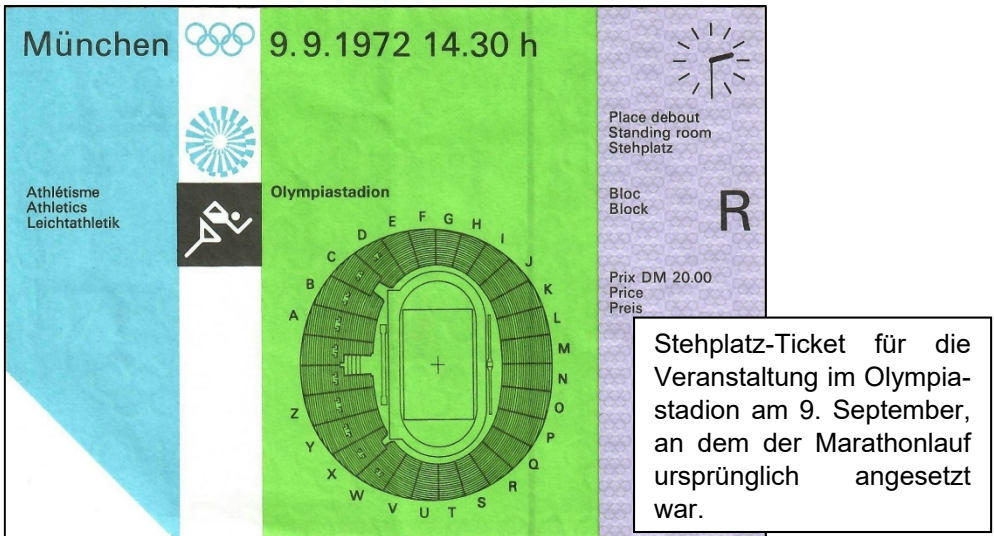 München 9.9.1972 14.30 h
Place debout
Standing room
Stehplatz
Athlétisme
Athletics
Leichtathletik
Olympiastadion
Bloc
Block
R
Prix DM 20.00
Price
Preis
A
B
C
D
E
F
G
H
I
J
K
L
M
N
O
P
Q
R
S
T
U
V
W
X
Y
Z
Stehplatz-Ticket für die
Veranstaltung im Olympia-
stadion am 9. September,
an dem der Marathonlauf
ursprünglich angesetzt
war.